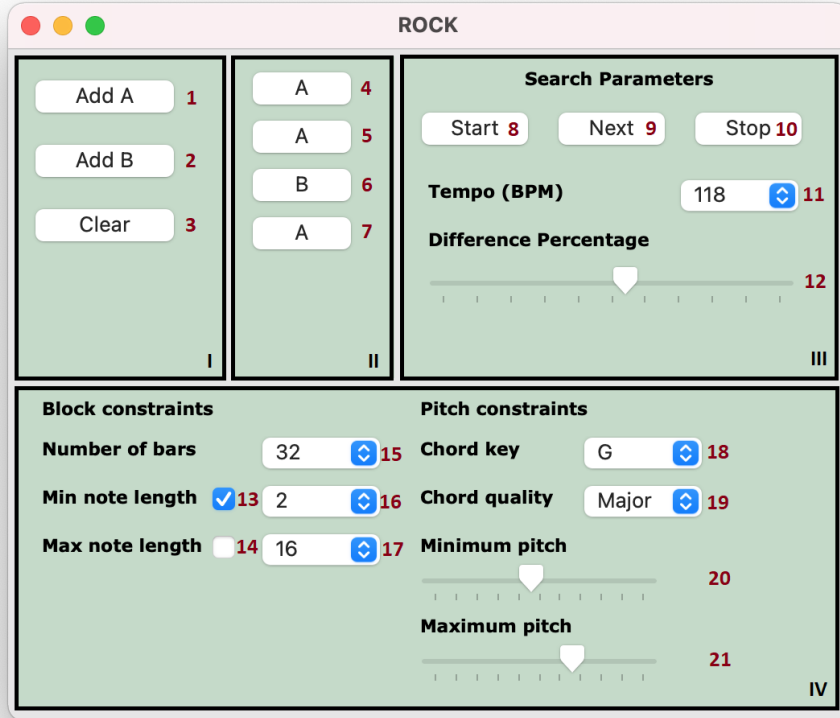 ROCK
Add A 1
Add B 2
Clear 3
I
A 4
A 5
B 6
A 7
II
Search Parameters
Start 8 Next 9 Stop 10
Tempo (BPM) 118 11
Difference Percentage
12
III
Block constraints
Number of bars 32 15
Min note length 13 2 16
Max note length 14 16 17
Pitch constraints
Chord key G 18
Chord quality Major 19
Minimum pitch
20
Maximum pitch
21
IV